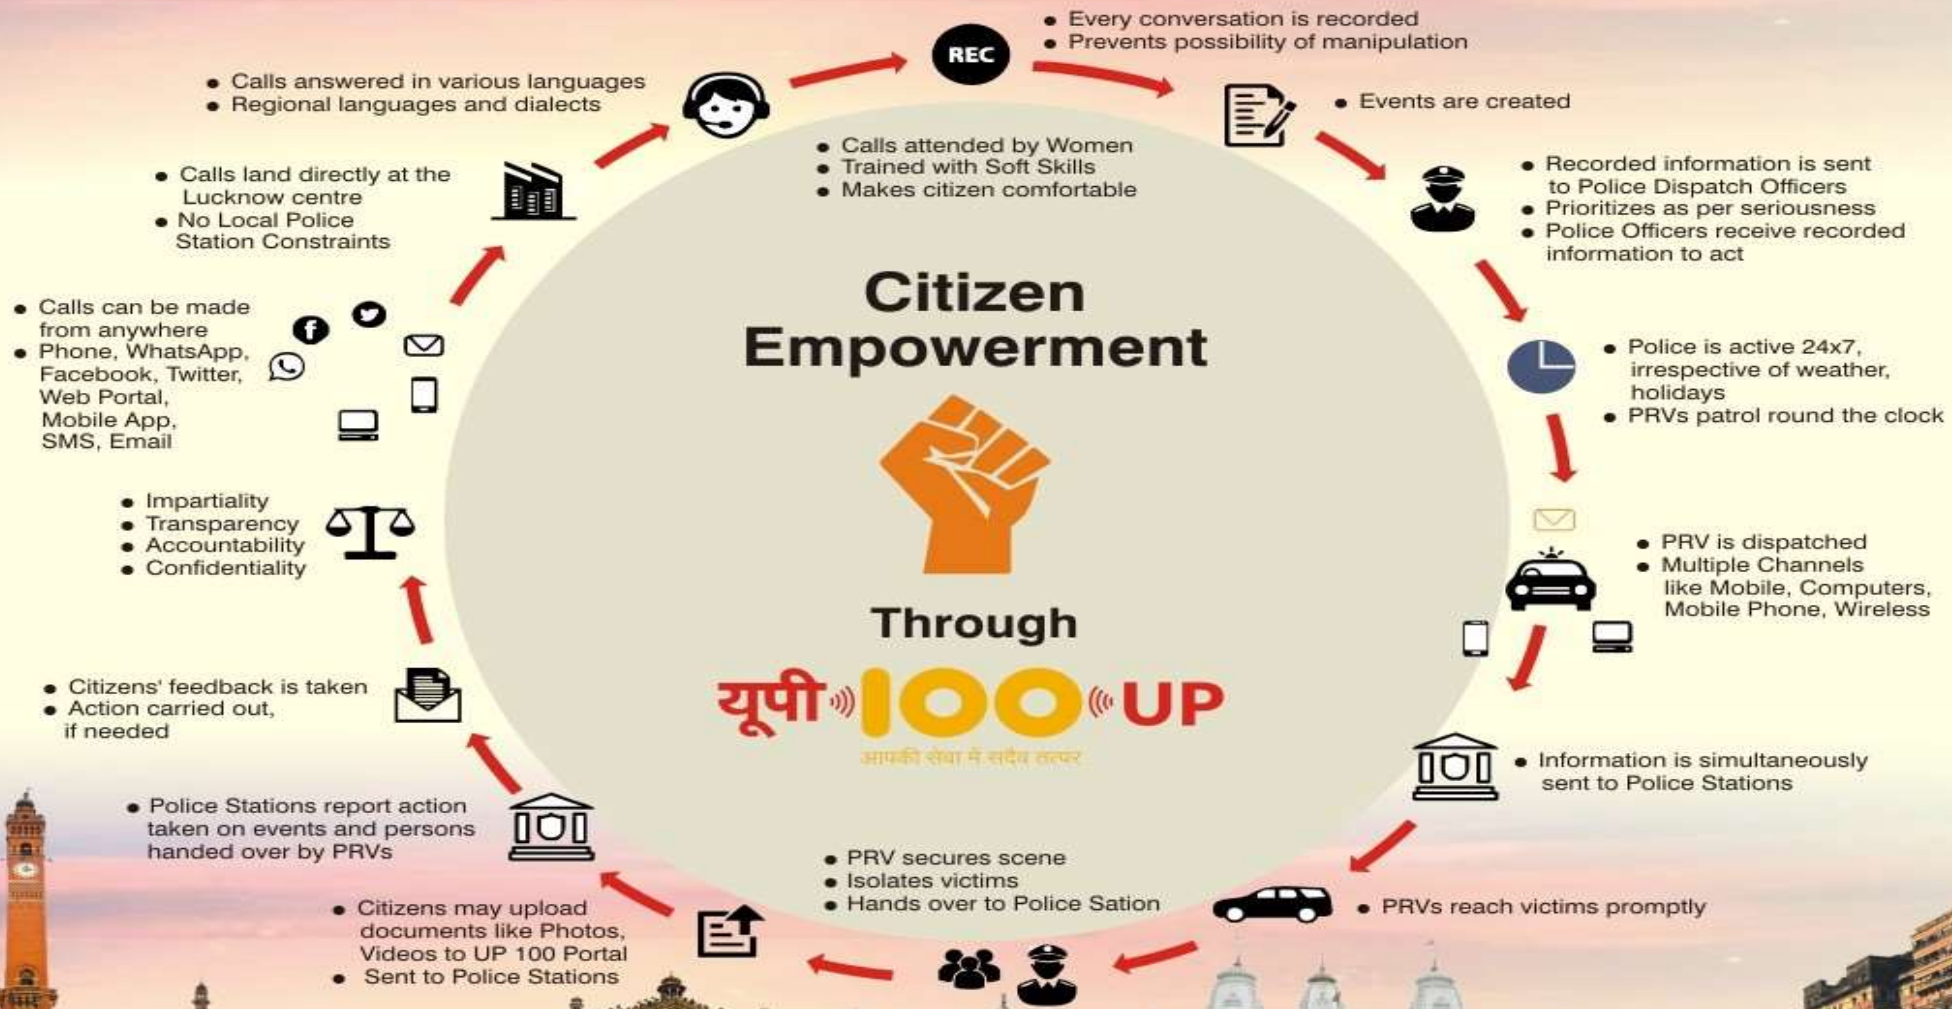 REC
● Every conversation is recorded
● Prevents possibility of manipulation
● Calls answered in various languages
● Regional languages and dialects
● Events are created
● Calls attended by Women
● Trained with Soft Skills
● Makes citizen comfortable
● Calls land directly at the
Lucknow centre
● No Local Police
Station Constraints
● Recorded information is sent
to Police Dispatch Officers
● Prioritizes as per seriousness
● Police Officers receive recorded
information to act
Citizen
Empowerment
Through
यूपी 100 UP
आपकी सेवा में सदैव तत्पर
● Calls can be made
from anywhere
● Phone, WhatsApp,
Facebook, Twitter,
Web Portal,
Mobile App,
SMS, Email
● Police is active 24x7,
irrespective of weather,
holidays
● PRVs patrol round the clock
● Impartiality
● Transparency
● Accountability
● Confidentiality
● PRV is dispatched
● Multiple Channels
like Mobile, Computers,
Mobile Phone, Wireless
● Citizens' feedback is taken
● Action carried out,
if needed
● Information is simultaneously
sent to Police Stations
● Police Stations report action
taken on events and persons
handed over by PRVs
● PRV secures scene
● Isolates victims
● Hands over to Police Sation
● PRVs reach victims promptly
● Citizens may upload
documents like Photos,
Videos to UP 100 Portal
● Sent to Police Stations